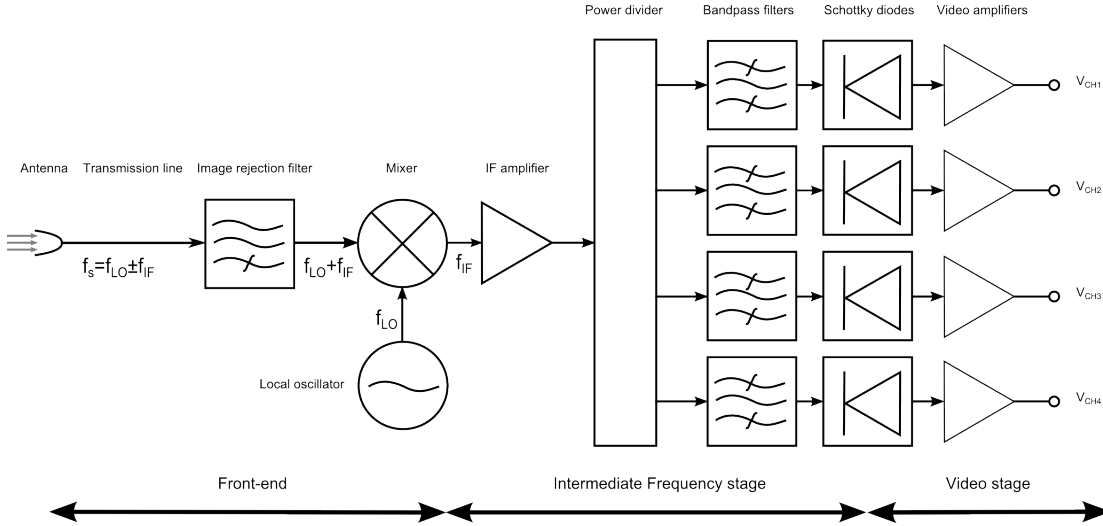 Power divider
Bandpass filters
Schottky diodes
Video amplifiers
V_CH1
Antenna
Transmission line
Image rejection filter
Mixer
IF amplifier
V_CH2
f_s=f_LO±f_IF
f_LO+f_IF
f_IF
V_CH3
f_LO
Local oscillator
V_CH4
Front-end
Intermediate Frequency stage
Video stage